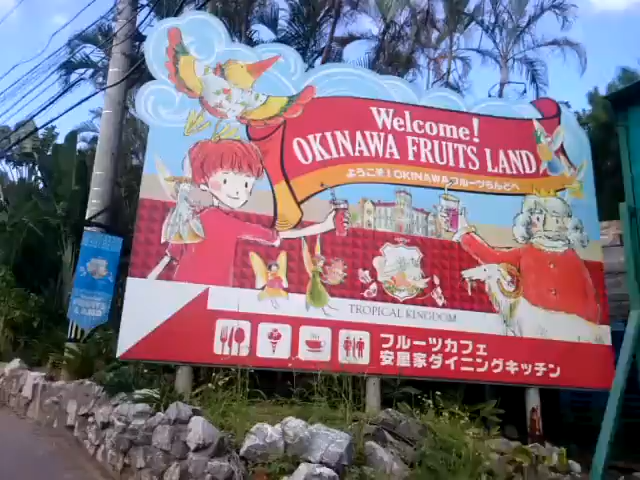 Welcome!
OKINAWA FRUITS LAND
ようこそ!OKINAWAフルーツらんどへ
TROPICAL KINGDOM
フルーツカフェ
安里家ダイニングキッチン
FRUITS
LAND